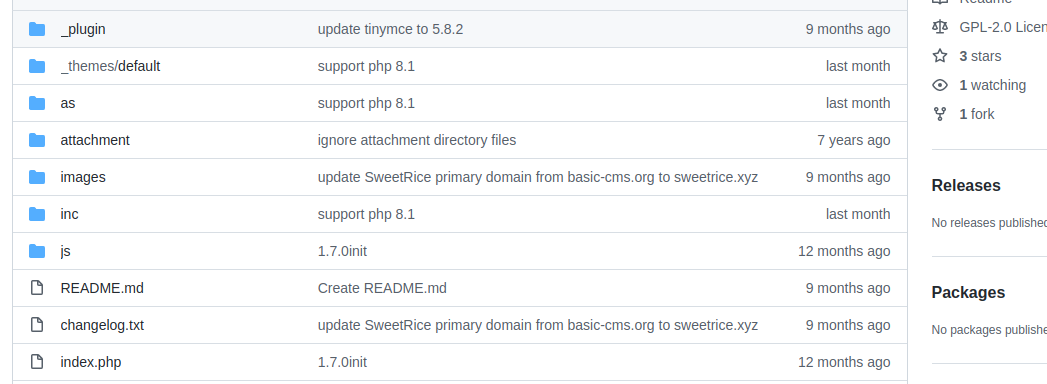 _plugin update tinymce to 5.8.2 9 months ago
_themes/default support php 8.1 last month
as support php 8.1 last month
attachment ignore attachment directory files 7 years ago
images update SweetRice primary domain from basic-cms.org to sweetrice.xyz 9 months ago
inc support php 8.1 last month
js 1.7.0init 12 months ago
README.md Create README.md 9 months ago
changelog.txt update SweetRice primary domain from basic-cms.org to sweetrice.xyz 9 months ago
index.php 1.7.0init 12 months ago
Readme
GPL-2.0 Licen
3 stars
1 watching
1 fork
Releases
No releases published
Packages
No packages publishe